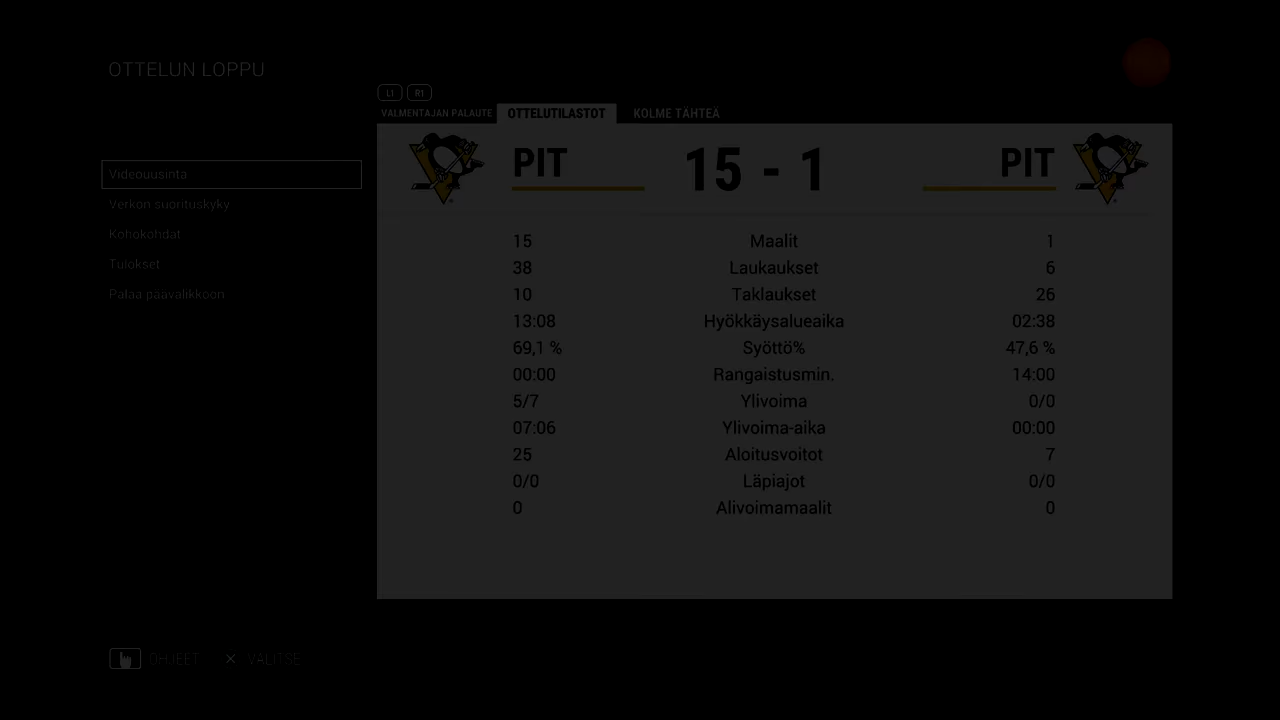 OTTELUN LOPPU
L1 R1
VALMENTAJAN PALAUTE OTTELUTILASTOT KOLME TÄHTEÄ
PIT 15 - 1 PIT
Videouusinta
Verkon suorituskyky
Kohokohdat
Tulokset
Palaa päävalikkoon
15 Maalit 1
38 Laukaukset 6
10 Taklaukset 26
13:08 Hyökkäysalueaika 02:38
69,1 % Syöttö% 47,6 %
00:00 Rangaistusmin. 14:00
5/7 Ylivoima 0/0
07:06 Ylivoima-aika 00:00
25 Aloitusvoitot 7
0/0 Läpiajot 0/0
0 Alivoimamaalit 0
OHJEET VALITSE